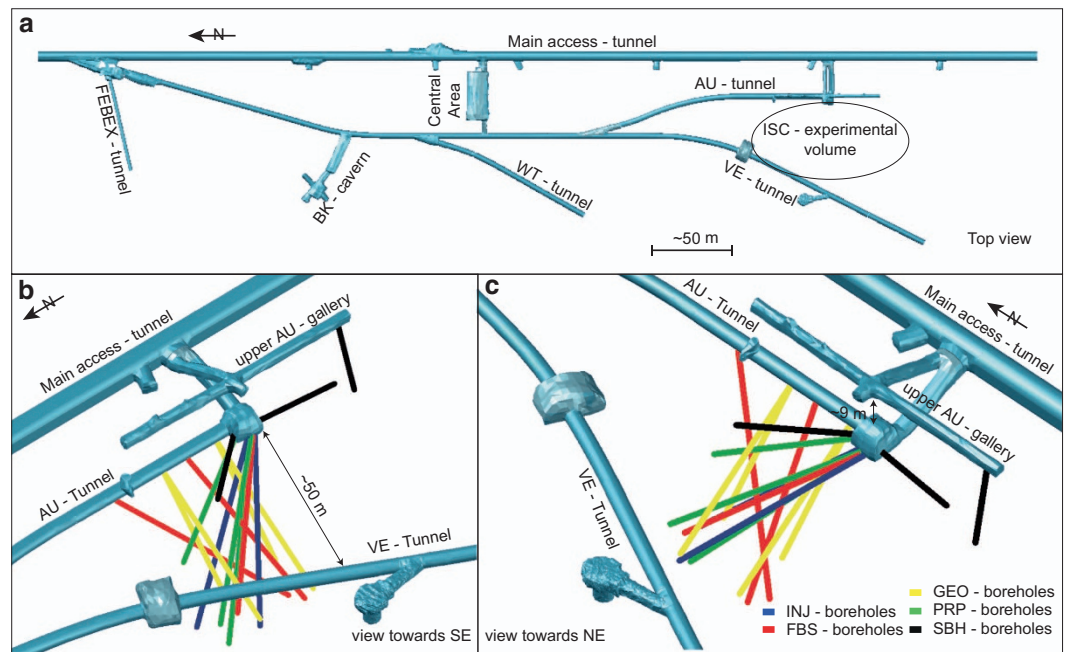 a
N
Main access - tunnel
FEBEX - tunnel
Central
Area
AU - tunnel
ISC - experimental
volume
BK - cavern
WT - tunnel
VE - tunnel
~50 m
Top view
b
N
Main access - tunnel
upper AU - gallery
AU - Tunnel
~50 m
VE - Tunnel
view towards SE
c
AU - Tunnel
N
Main access - tunnel
~9 m
upper AU - gallery
VE - Tunnel
view towards NE
INJ - boreholes
FBS - boreholes
GEO - boreholes
PRP - boreholes
SBH - boreholes